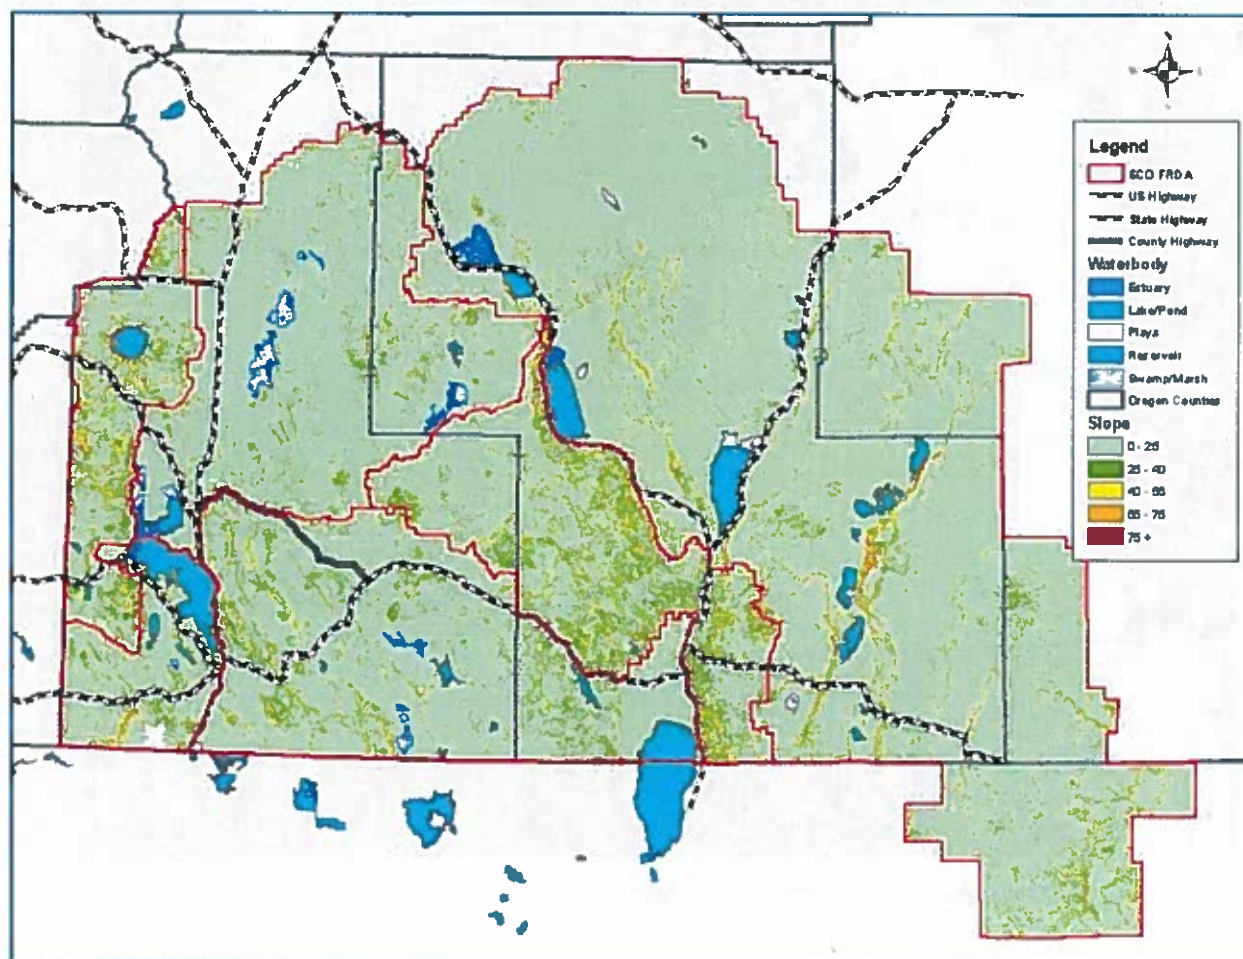 Legend
SCO FRDA
US Highway
State Highway
County Highway
Waterbody
Estuary
Lake/Pond
Playa
Reservoir
Swamp/Marsh
Oregon Counties
Slope
0 - 25
25 - 40
40 - 55
55 - 75
75 +